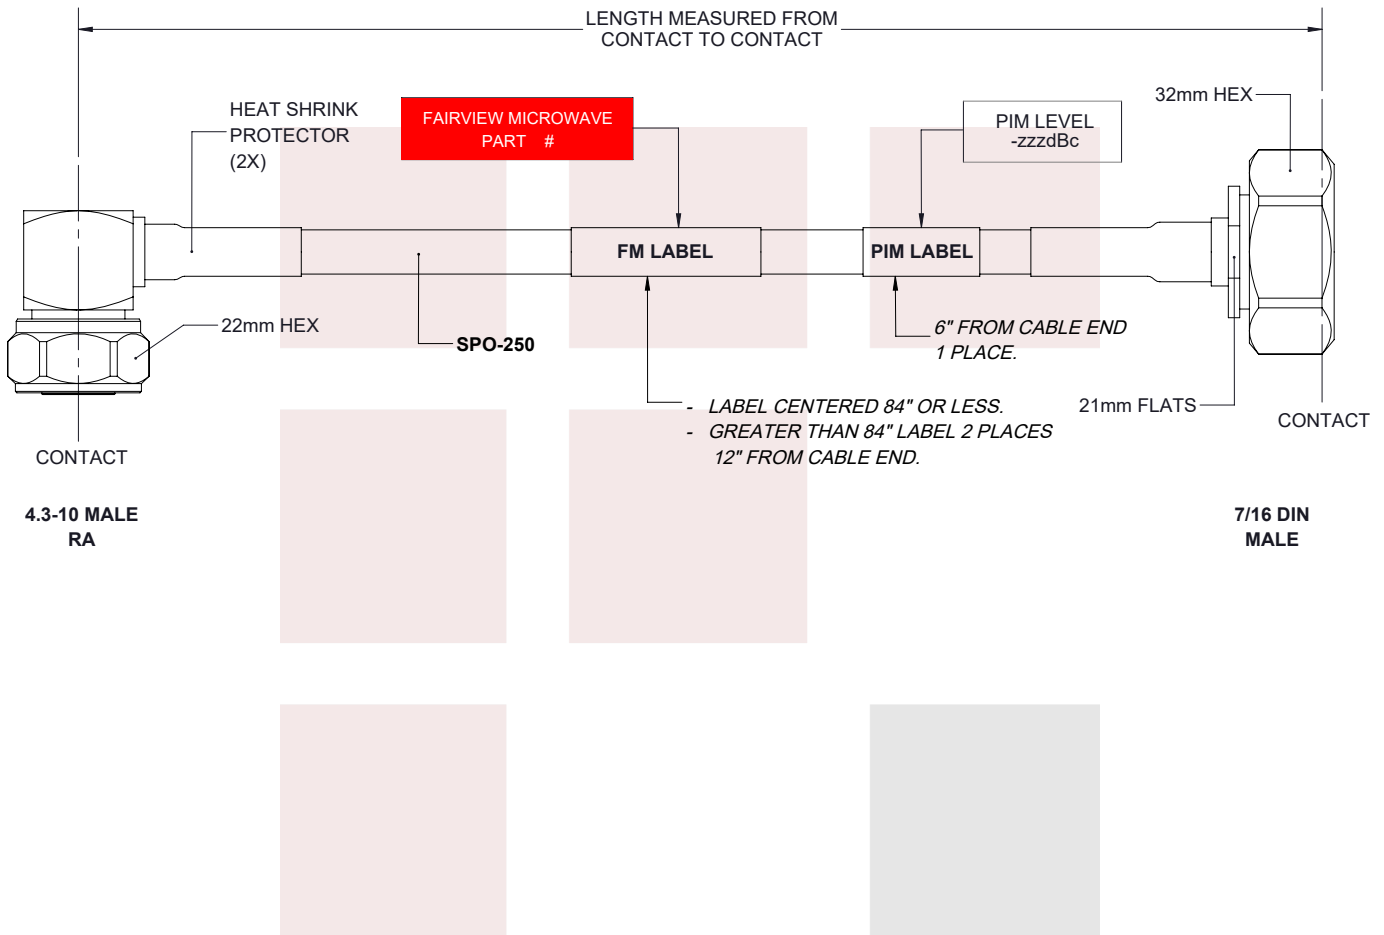 LENGTH MEASURED FROM
CONTACT TO CONTACT
HEAT SHRINK
PROTECTOR
(2X)
FAIRVIEW MICROWAVE
PART #
PIM LEVEL
-zzzdBc
32mm HEX
FM LABEL
PIM LABEL
22mm HEX
SPO-250
6" FROM CABLE END
1 PLACE.
- LABEL CENTERED 84" OR LESS.
- GREATER THAN 84" LABEL 2 PLACES
12" FROM CABLE END.
21mm FLATS
CONTACT
CONTACT
4.3-10 MALE
RA
7/16 DIN
MALE